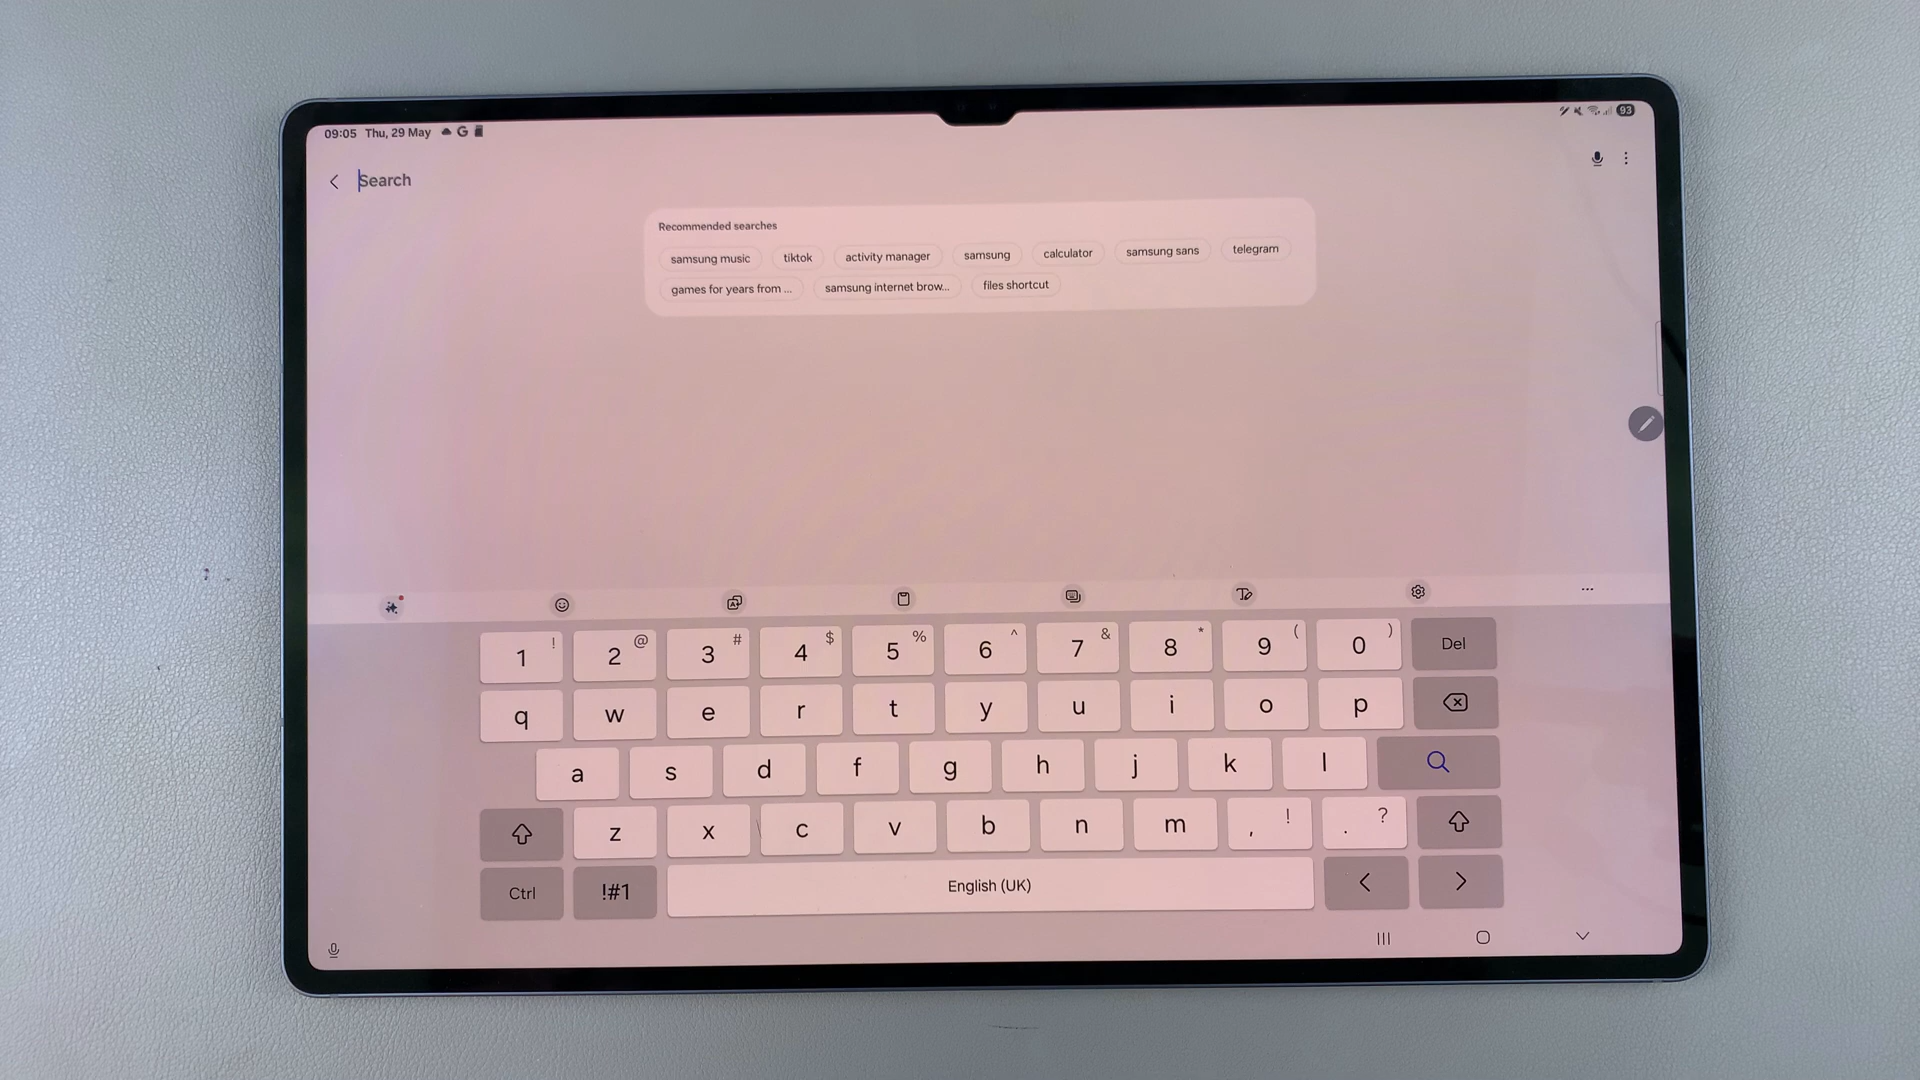 09:05 Thu, 29 May G
93
Search
Recommended searches
samsung music tiktok activity manager samsung calculator samsung sans telegram
games for years from ... samsung internet brow... files shortcut
1 ! 2 @ 3 # 4 $ 5 % 6 ^ 7 & 8 * 9 ( 0 ) Del
q w e r t y u i o p
a s d f g h j k l
z x c v b n m , ! . ?
Ctrl !#1 English (UK) < >